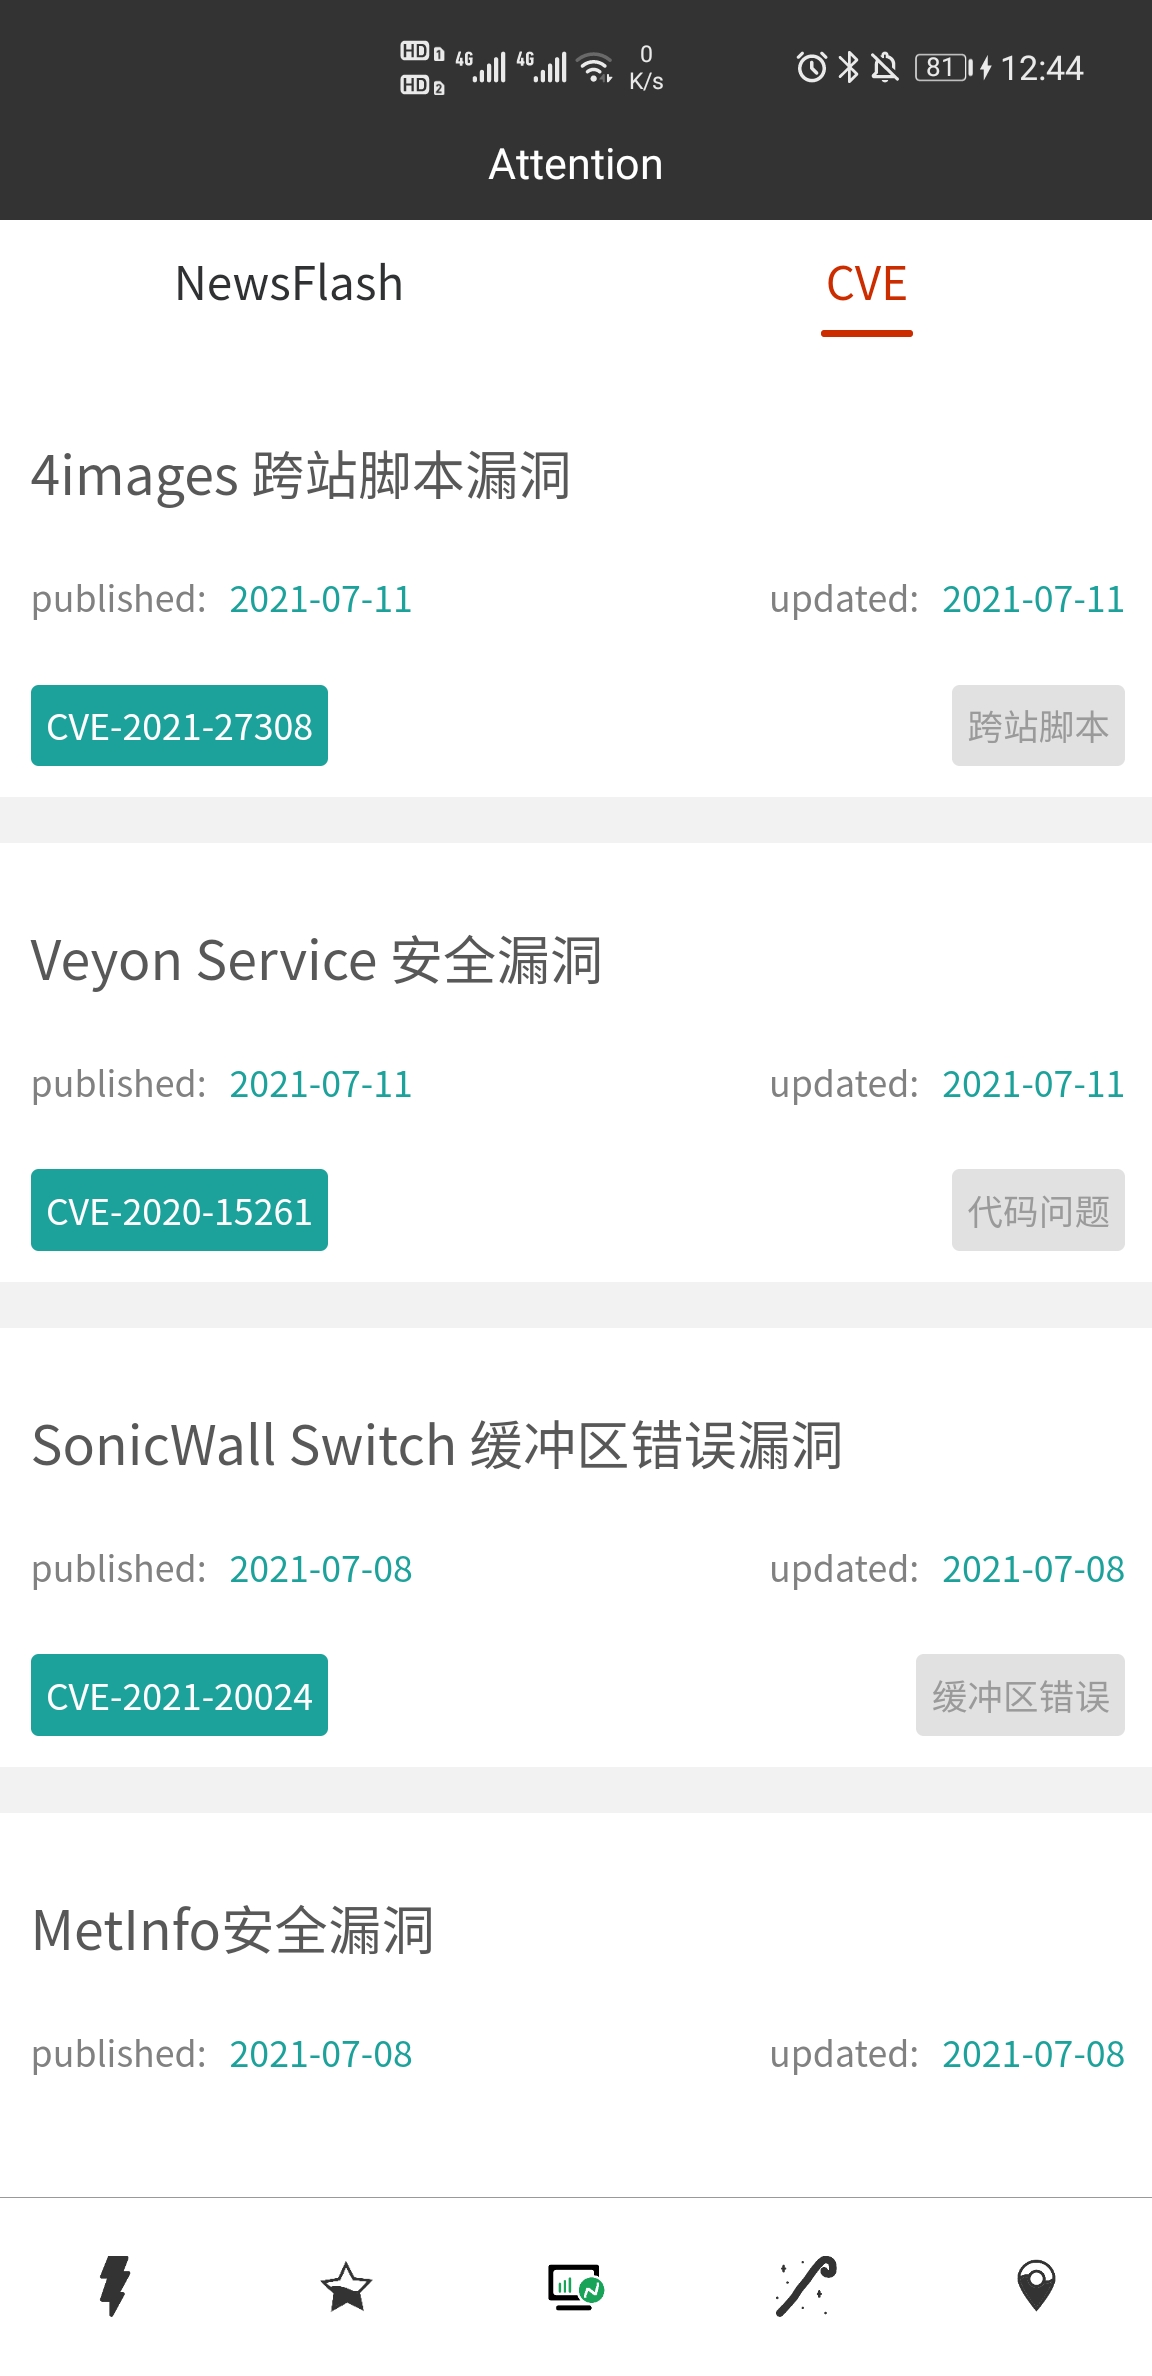 HD 1 4G 4G 0 81 12:44
HD 2 K/s
Attention
NewsFlash CVE
4images 跨站脚本漏洞
published: 2021-07-11 updated: 2021-07-11
CVE-2021-27308 跨站脚本
Veyon Service 安全漏洞
published: 2021-07-11 updated: 2021-07-11
CVE-2020-15261 代码问题
SonicWall Switch 缓冲区错误漏洞
published: 2021-07-08 updated: 2021-07-08
CVE-2021-20024 缓冲区错误
MetInfo安全漏洞
published: 2021-07-08 updated: 2021-07-08